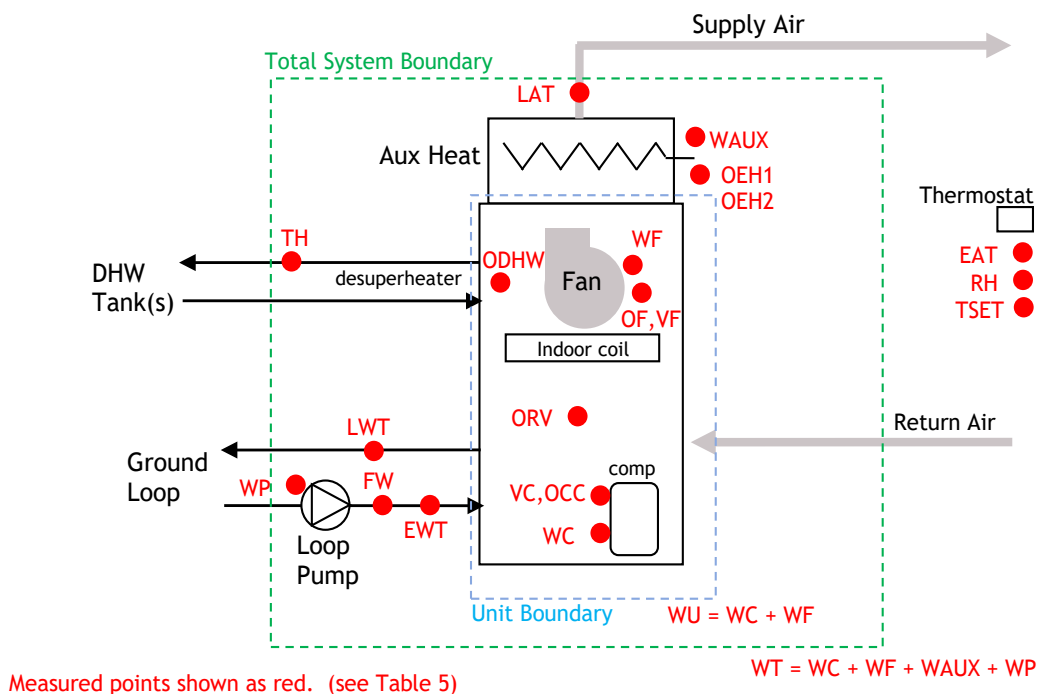 Supply Air
Total System Boundary
LAT
WAUX
Aux Heat
OEH1
OEH2
Thermostat
TH
WF
EAT
ODHW
DHW
Tank(s)
desuperheater
Fan
RH
TSET
OF,VF
Indoor coil
ORV
Return Air
LWT
Ground
Loop
comp
WP
FW
VC,OCC
EWT
WC
Loop
Pump
Unit Boundary
WU = WC + WF
WT = WC + WF + WAUX + WP
Measured points shown as red. (see Table 5)